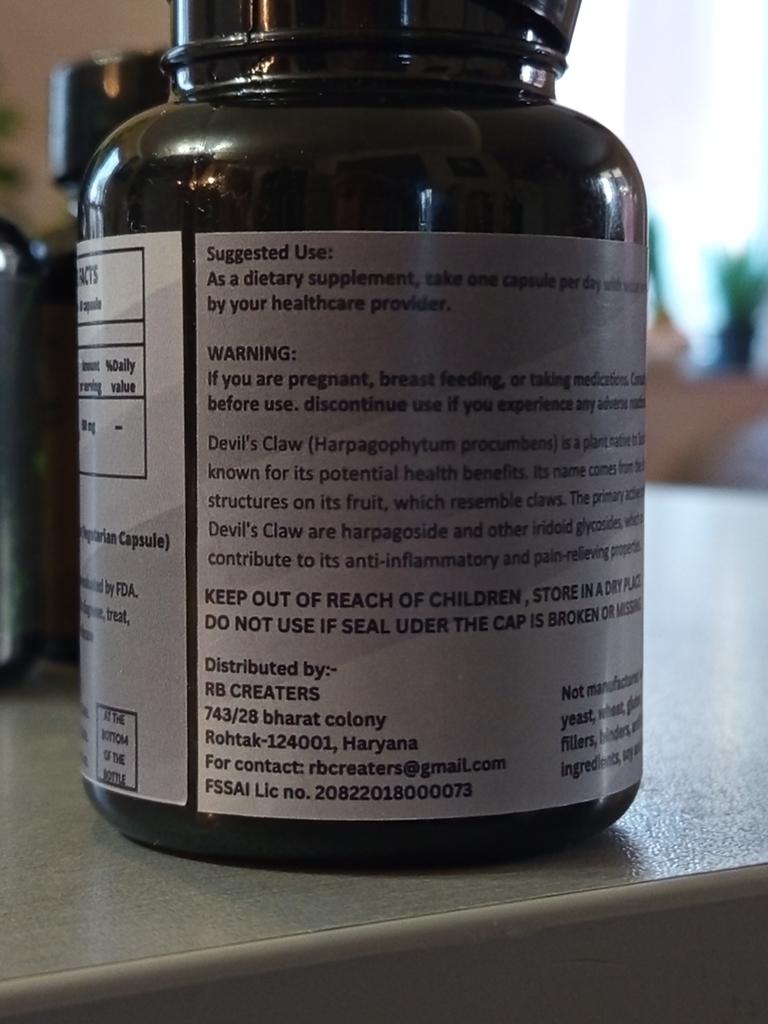 FACTS
capsule
Amount %Daily
serving value
mg —
Vegetarian Capsule)
by FDA.
treat,
AT THE
BOTTOM
OF THE
BOTTLE
Suggested Use:
As a dietary supplement, take one capsule per day with
by your healthcare provider.
WARNING:
If you are pregnant, breast feeding, or taking medications.
before use. discontinue use if you experience any adverse
Devil's Claw (Harpagophytum procumbens) is a plant native to
known for its potential health benefits. Its name comes from the
structures on its fruit, which resemble claws. The primary active
Devil's Claw are harpagoside and other iridoid glycosides, which
contribute to its anti-inflammatory and pain-relieving properties.
KEEP OUT OF REACH OF CHILDREN , STORE IN A DRY PLACE
DO NOT USE IF SEAL UDER THE CAP IS BROKEN OR MISSING
Distributed by:-
RB CREATERS
743/28 bharat colony
Rohtak-124001, Haryana
For contact: rbcreaters@gmail.com
FSSAI Lic no. 20822018000073
Not manufactured
yeast, wheat, gluten
fillers, binders,
ingredients, soy